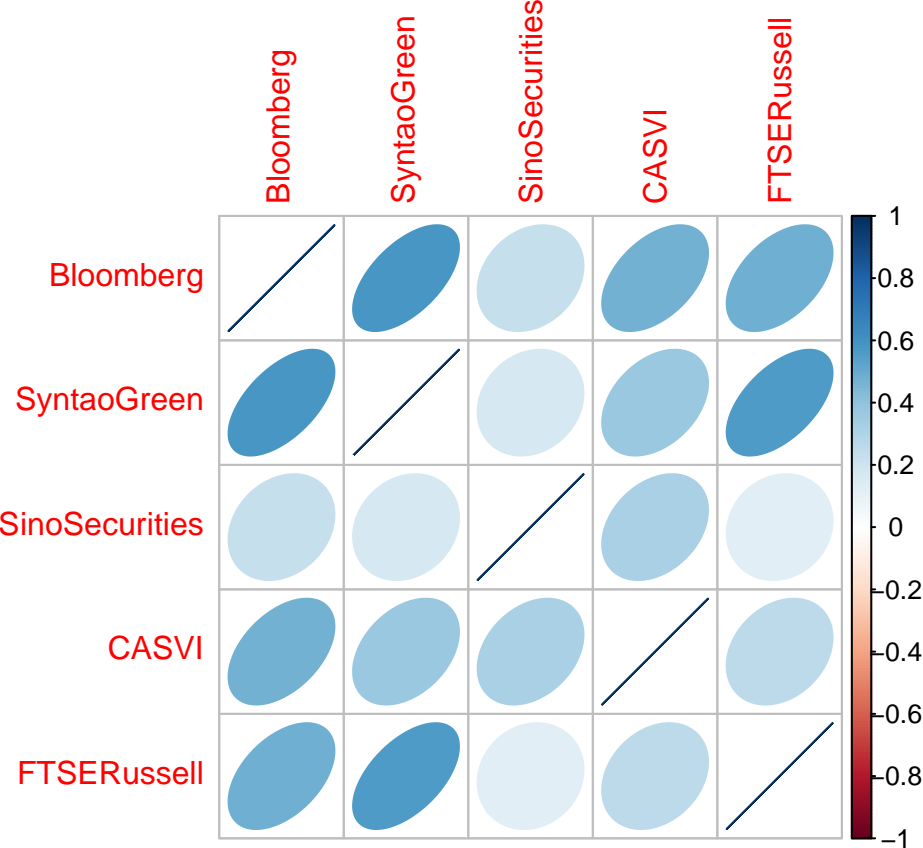 Bloomberg
SyntaoGreen
SinoSecurities
CASVI
FTSERussell
Bloomberg
SyntaoGreen
SinoSecurities
CASVI
FTSERussell
1
0.8
0.6
0.4
0.2
0
−0.2
−0.4
−0.6
−0.8
−1